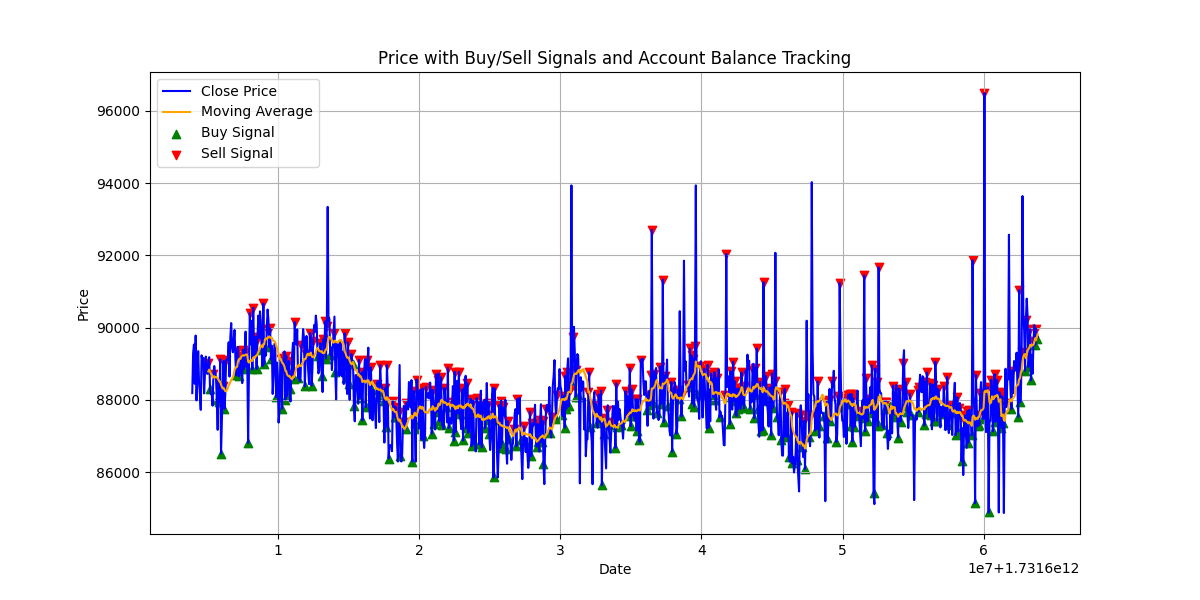 Price with Buy/Sell Signals and Account Balance Tracking
Close Price
Moving Average
Buy Signal
Sell Signal
96000
94000
92000
90000
88000
86000
Price
1 2 3 4 5 6
Date
1e7+1.7316e12